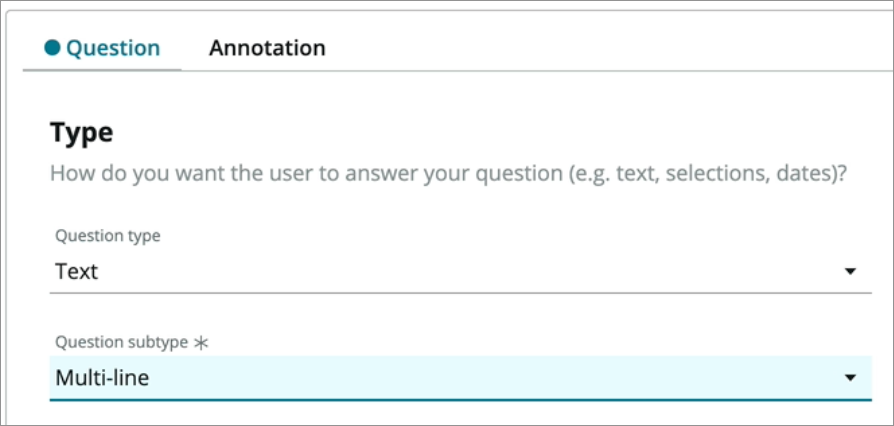 Question Annotation
Type
How do you want the user to answer your question (e.g. text, selections, dates)?
Question type
Text
Question subtype *
Multi-line